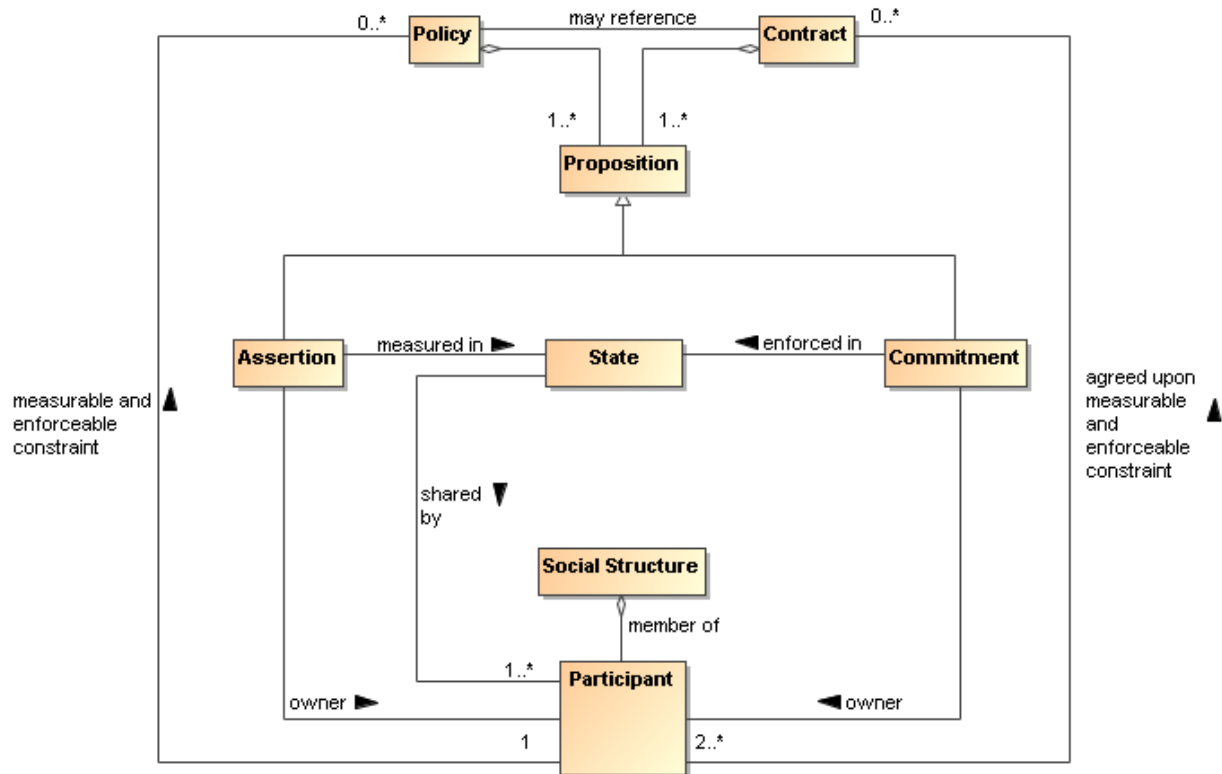 0..*
Policy
may reference
Contract
0..*
1..*
1..*
Proposition
Assertion
measured in
State
enforced in
Commitment
measurable and
enforceable
constraint
agreed upon
measurable
and
enforceable
constraint
shared
by
Social Structure
member of
1..*
Participant
owner
owner
1
2..*